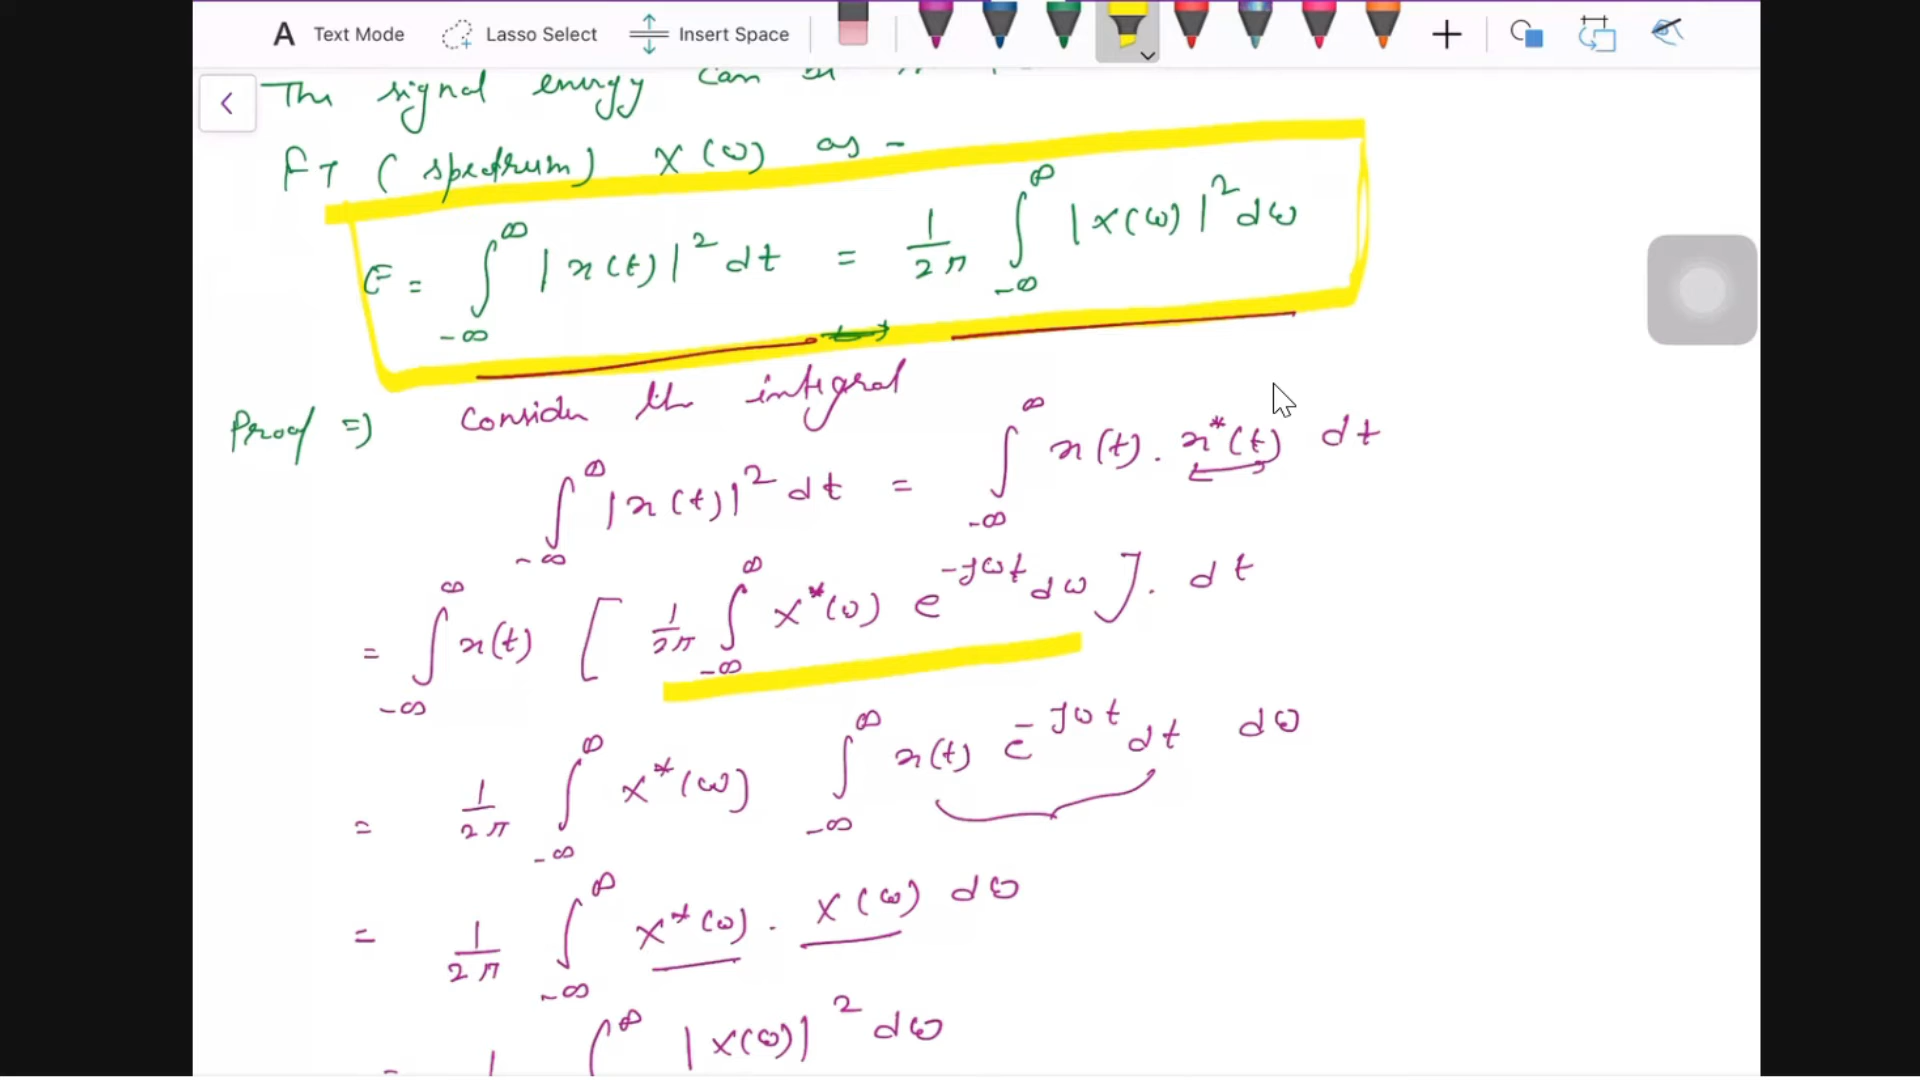 A Text Mode Lasso Select Insert Space
The signal energy can be
FT (spectrum) X(ω) as -
E = ∫_{-∞}^{∞} |x(t)|² dt = 1/2π ∫_{-∞}^{∞} |X(ω)|² dω
Proof ⇒ Consider the integral
∫_{-∞}^{∞} |x(t)|² dt = ∫_{-∞}^{∞} x(t) . x*(t) dt
= ∫_{-∞}^{∞} x(t) [ 1/2π ∫_{-∞}^{∞} X*(ω) e^{-jωt} dω ] . dt
= 1/2π ∫_{-∞}^{∞} X*(ω) ∫_{-∞}^{∞} x(t) e^{-jωt} dt dω
= 1/2π ∫_{-∞}^{∞} X*(ω) . X(ω) dω
= 1 ∫^{∞} |X(ω)|² dω